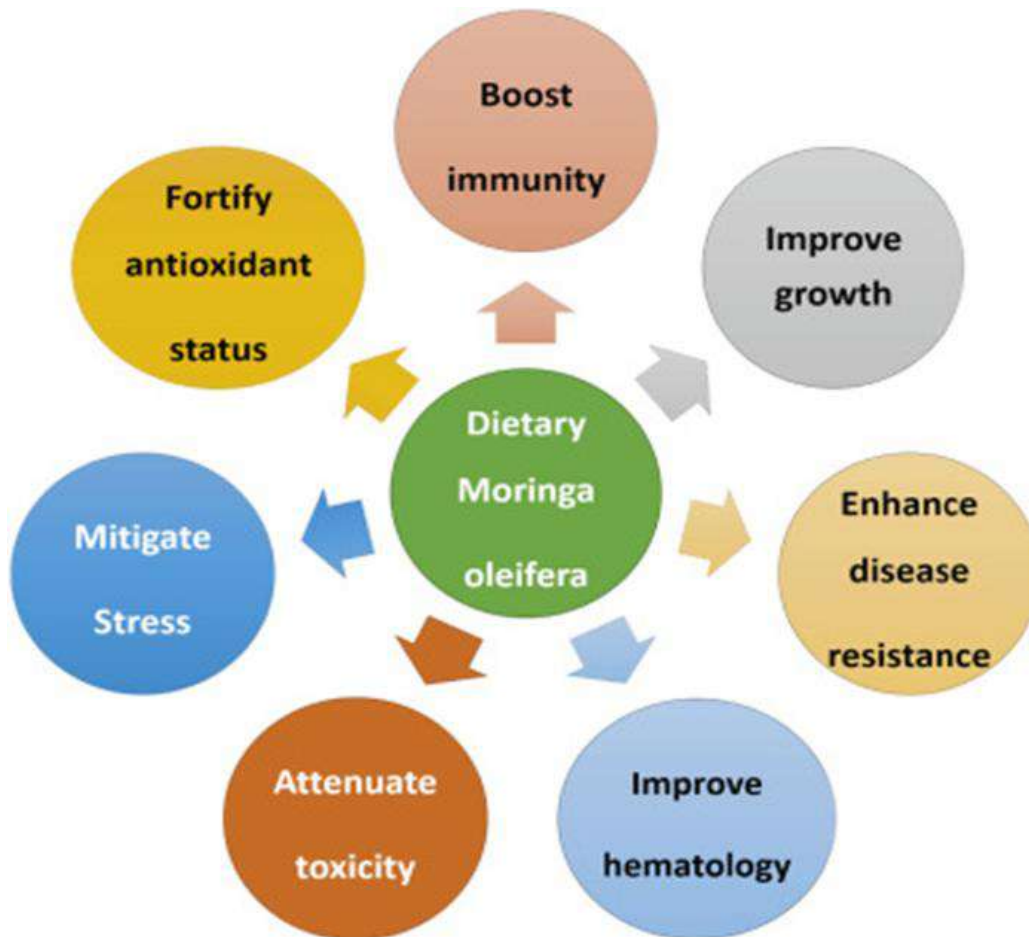 Boost
immunity
Improve
growth
Enhance
disease
resistance
Improve
hematology
Attenuate
toxicity
Mitigate
Stress
Fortify
antioxidant
status
Dietary
Moringa
oleifera